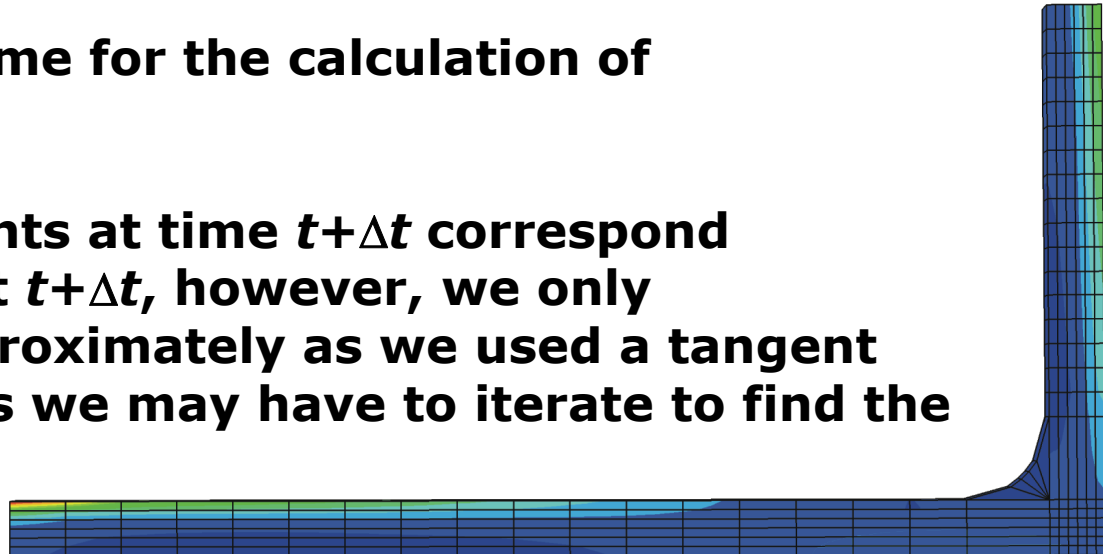 me for the calculation of
nts at time t+Δt correspond
t+Δt, however, we only
roximately as we used a tangent
s we may have to iterate to find the